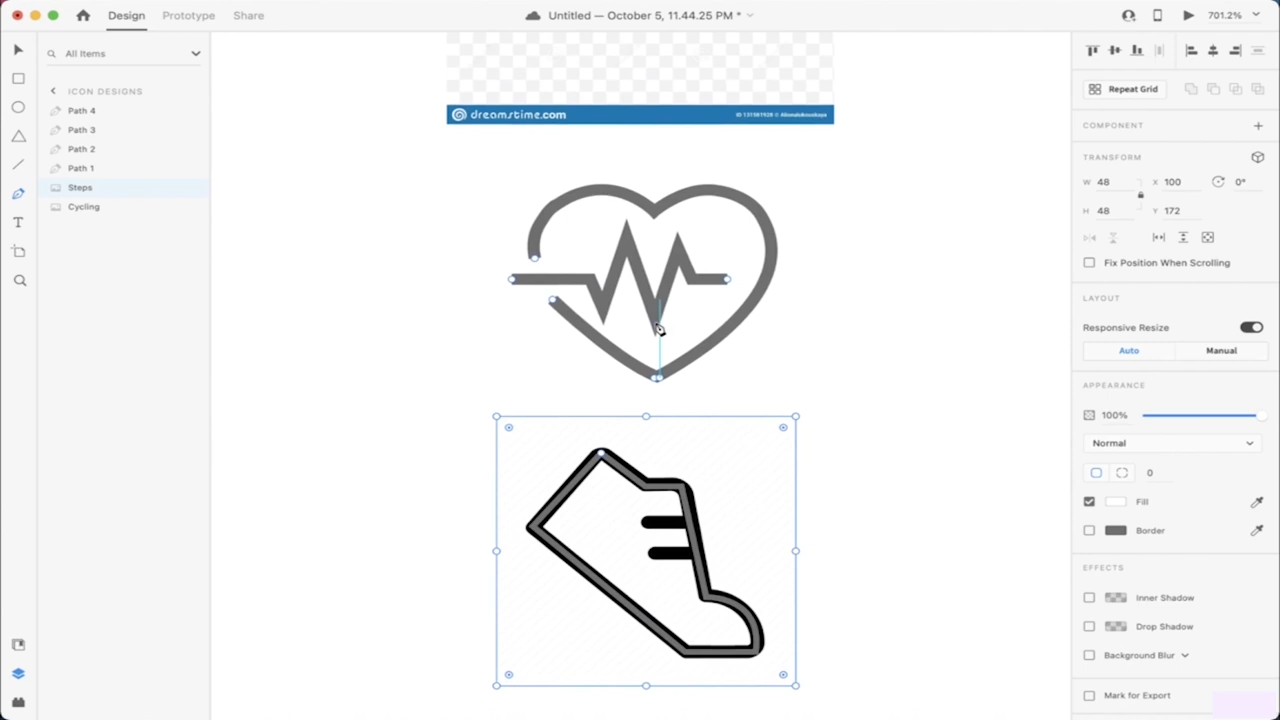 Design
Prototype
Share
Untitled — October 5, 11.44.25 PM *
701.2%
All Items
ICON DESIGNS
Path 4
Path 3
Path 2
Path 1
Steps
Cycling
dreamstime.com
Repeat Grid
COMPONENT
TRANSFORM
W 48 X 100 0°
H 48 Y 172
Fix Position When Scrolling
LAYOUT
Responsive Resize
Auto Manual
APPEARANCE
100%
Normal
0
Fill
Border
EFFECTS
Inner Shadow
Drop Shadow
Background Blur
Mark for Export